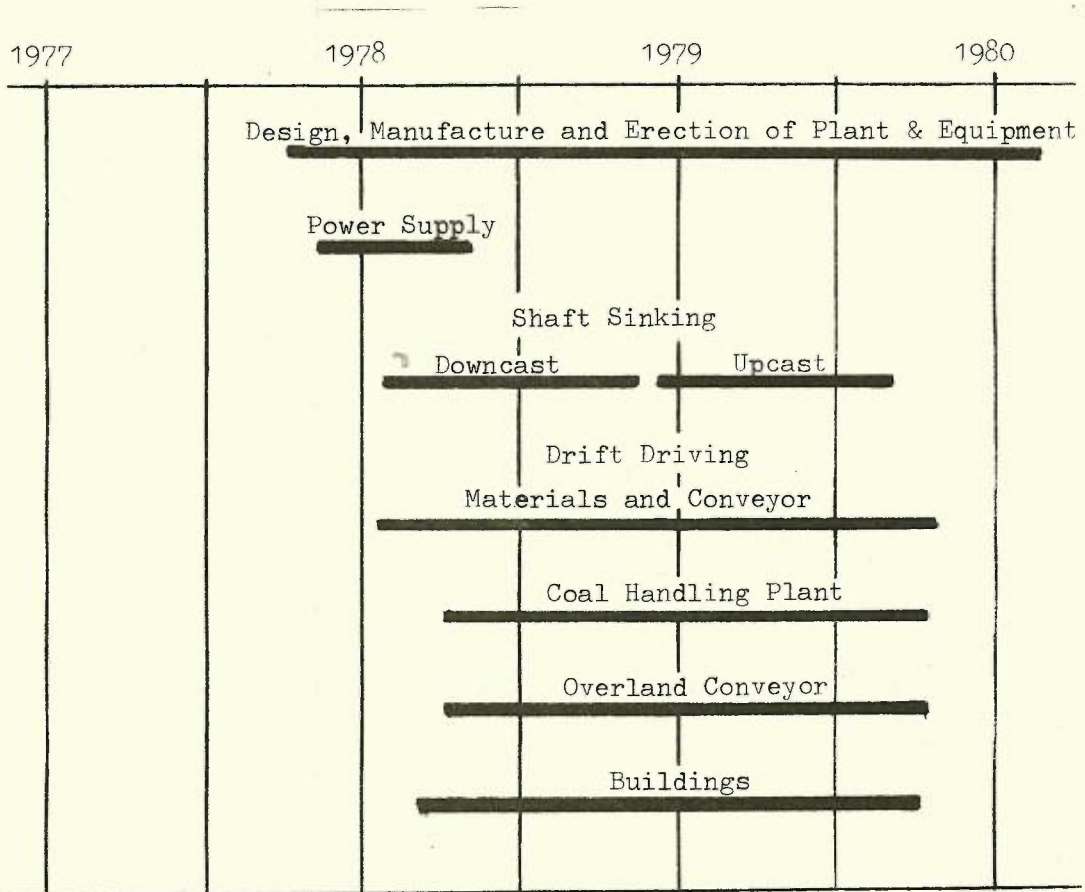 1977 1978 1979 1980
Design, Manufacture and Erection of Plant & Equipment
Power Supply
Shaft Sinking
Downcast Upcast
Drift Driving
Materials and Conveyor
Coal Handling Plant
Overland Conveyor
Buildings